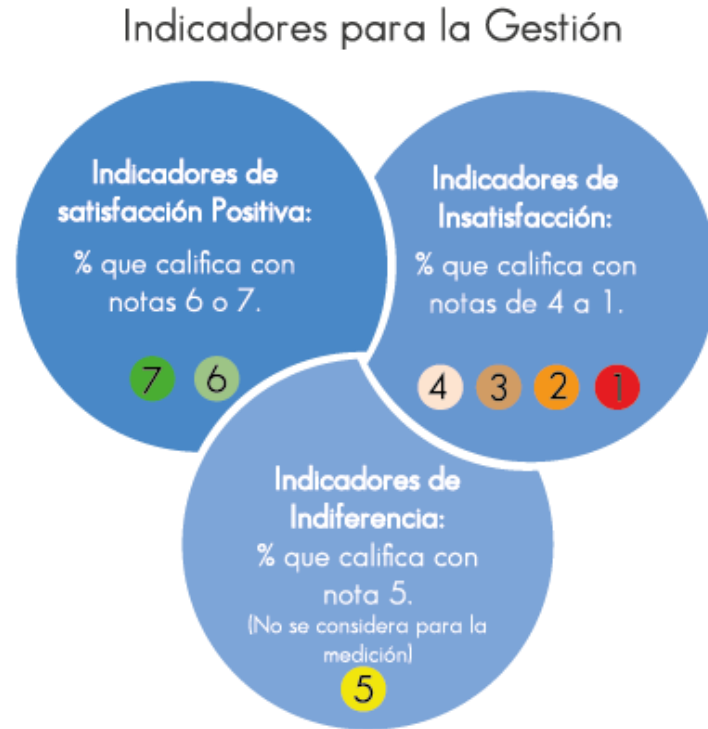 Indicadores para la Gestión
Indicadores de
satisfacción Positiva:
% que califica con
notas 6 o 7.
7 6
Indicadores de
Insatisfacción:
% que califica con
notas de 4 a 1.
4 3 2 1
Indicadores de
Indiferencia:
% que califica con
nota 5.
(No se considera para la
medición)
5